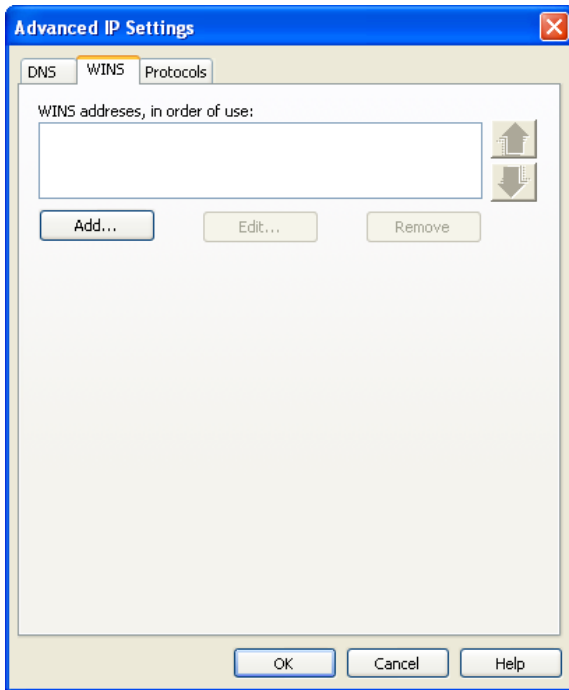 Advanced IP Settings
DNS WINS Protocols
WINS addreses, in order of use:
Add... Edit... Remove
OK Cancel Help